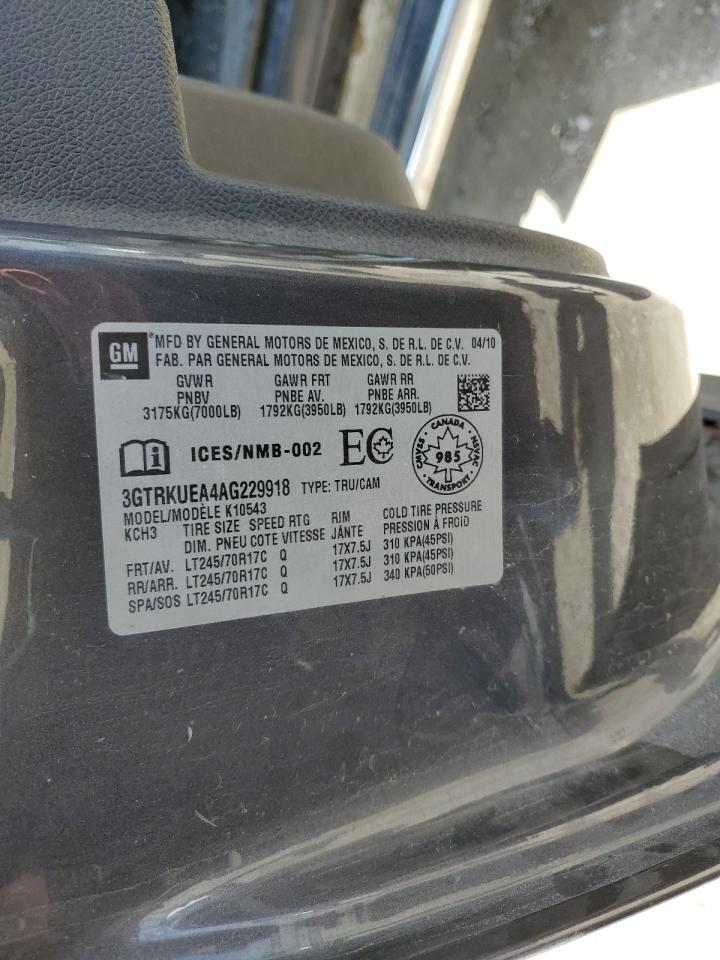 GM ®MFD BY GENERAL MOTORS DE MEXICO, S. DE R.L. DE C.V. 04/10
FAB. PAR GENERAL MOTORS DE MEXICO, S. DE R.L. DE C.V.
GVWR GAWR FRT GAWR RR
PNBV PNBE AV. PNBE ARR.
3175KG(7000LB) 1792KG(3950LB) 1792KG(3950LB)
i ICES/NMB-002 EC CANADA CMVSS 985 NSVAC TRANSPORT
3GTRKUEA4AG229918 TYPE: TRU/CAM
MODEL/MODÈLE K10543
KCH3 TIRE SIZE SPEED RTG RIM COLD TIRE PRESSURE
DIM. PNEU COTE VITESSE JÄNTE PRESSION À FROID
FRT/AV. LT245/70R17C Q 17X7.5J 310 KPA(45PSI)
RR/ARR. LT245/70R17C Q 17X7.5J 310 KPA(45PSI)
SPA/SOS LT245/70R17C Q 17X7.5J 340 KPA(50PSI)